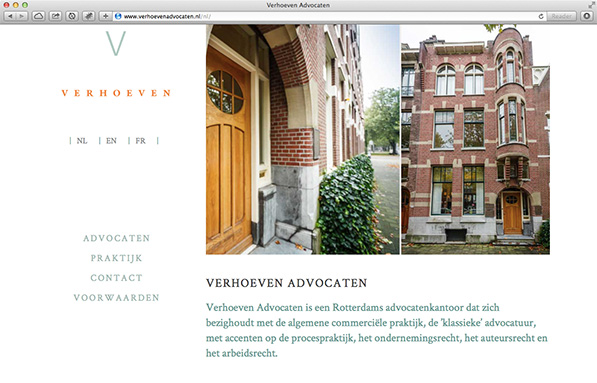 Verhoeven Advocaten
www.verhoevenadvocaten.nl/nl/
Reader
V
VERHOEVEN
| NL | EN | FR |
ADVOCATEN
PRAKTIJK
CONTACT
VOORWAARDEN
VERHOEVEN ADVOCATEN
Verhoeven Advocaten is een Rotterdams advocatenkantoor dat zich
bezighoudt met de algemene commerciële praktijk, de 'klassieke' advocatuur,
met accenten op de procespraktijk, het ondernemingsrecht, het auteursrecht en
het arbeidsrecht.